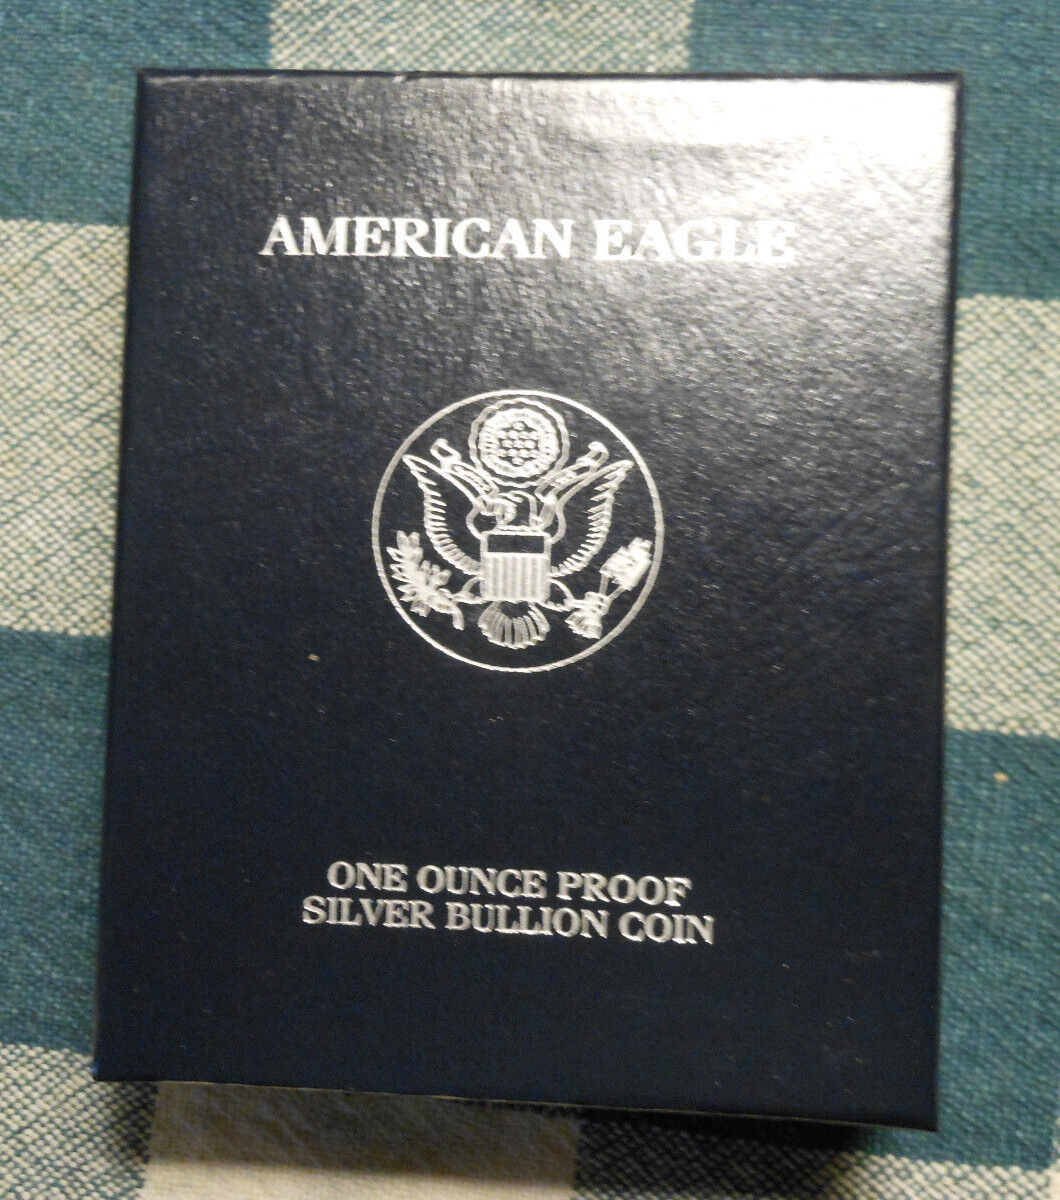 AMERICAN EAGLE
ONE OUNCE PROOF
SILVER BULLION COIN